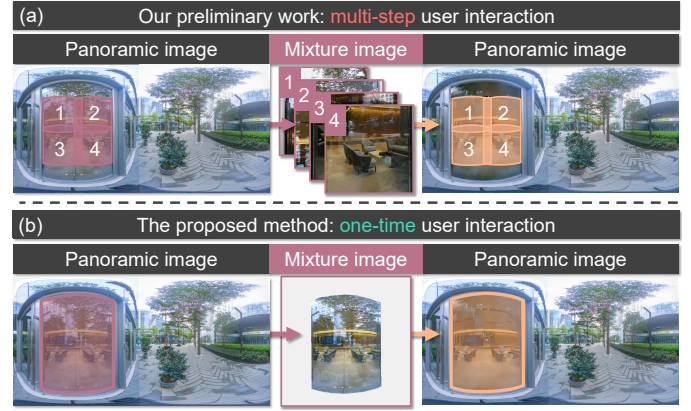 (a) Our preliminary work: multi-step user interaction
Panoramic image Mixture image Panoramic image
1 2 3 4
1 2
3 4
1 2
3 4
(b) The proposed method: one-time user interaction
Panoramic image Mixture image Panoramic image